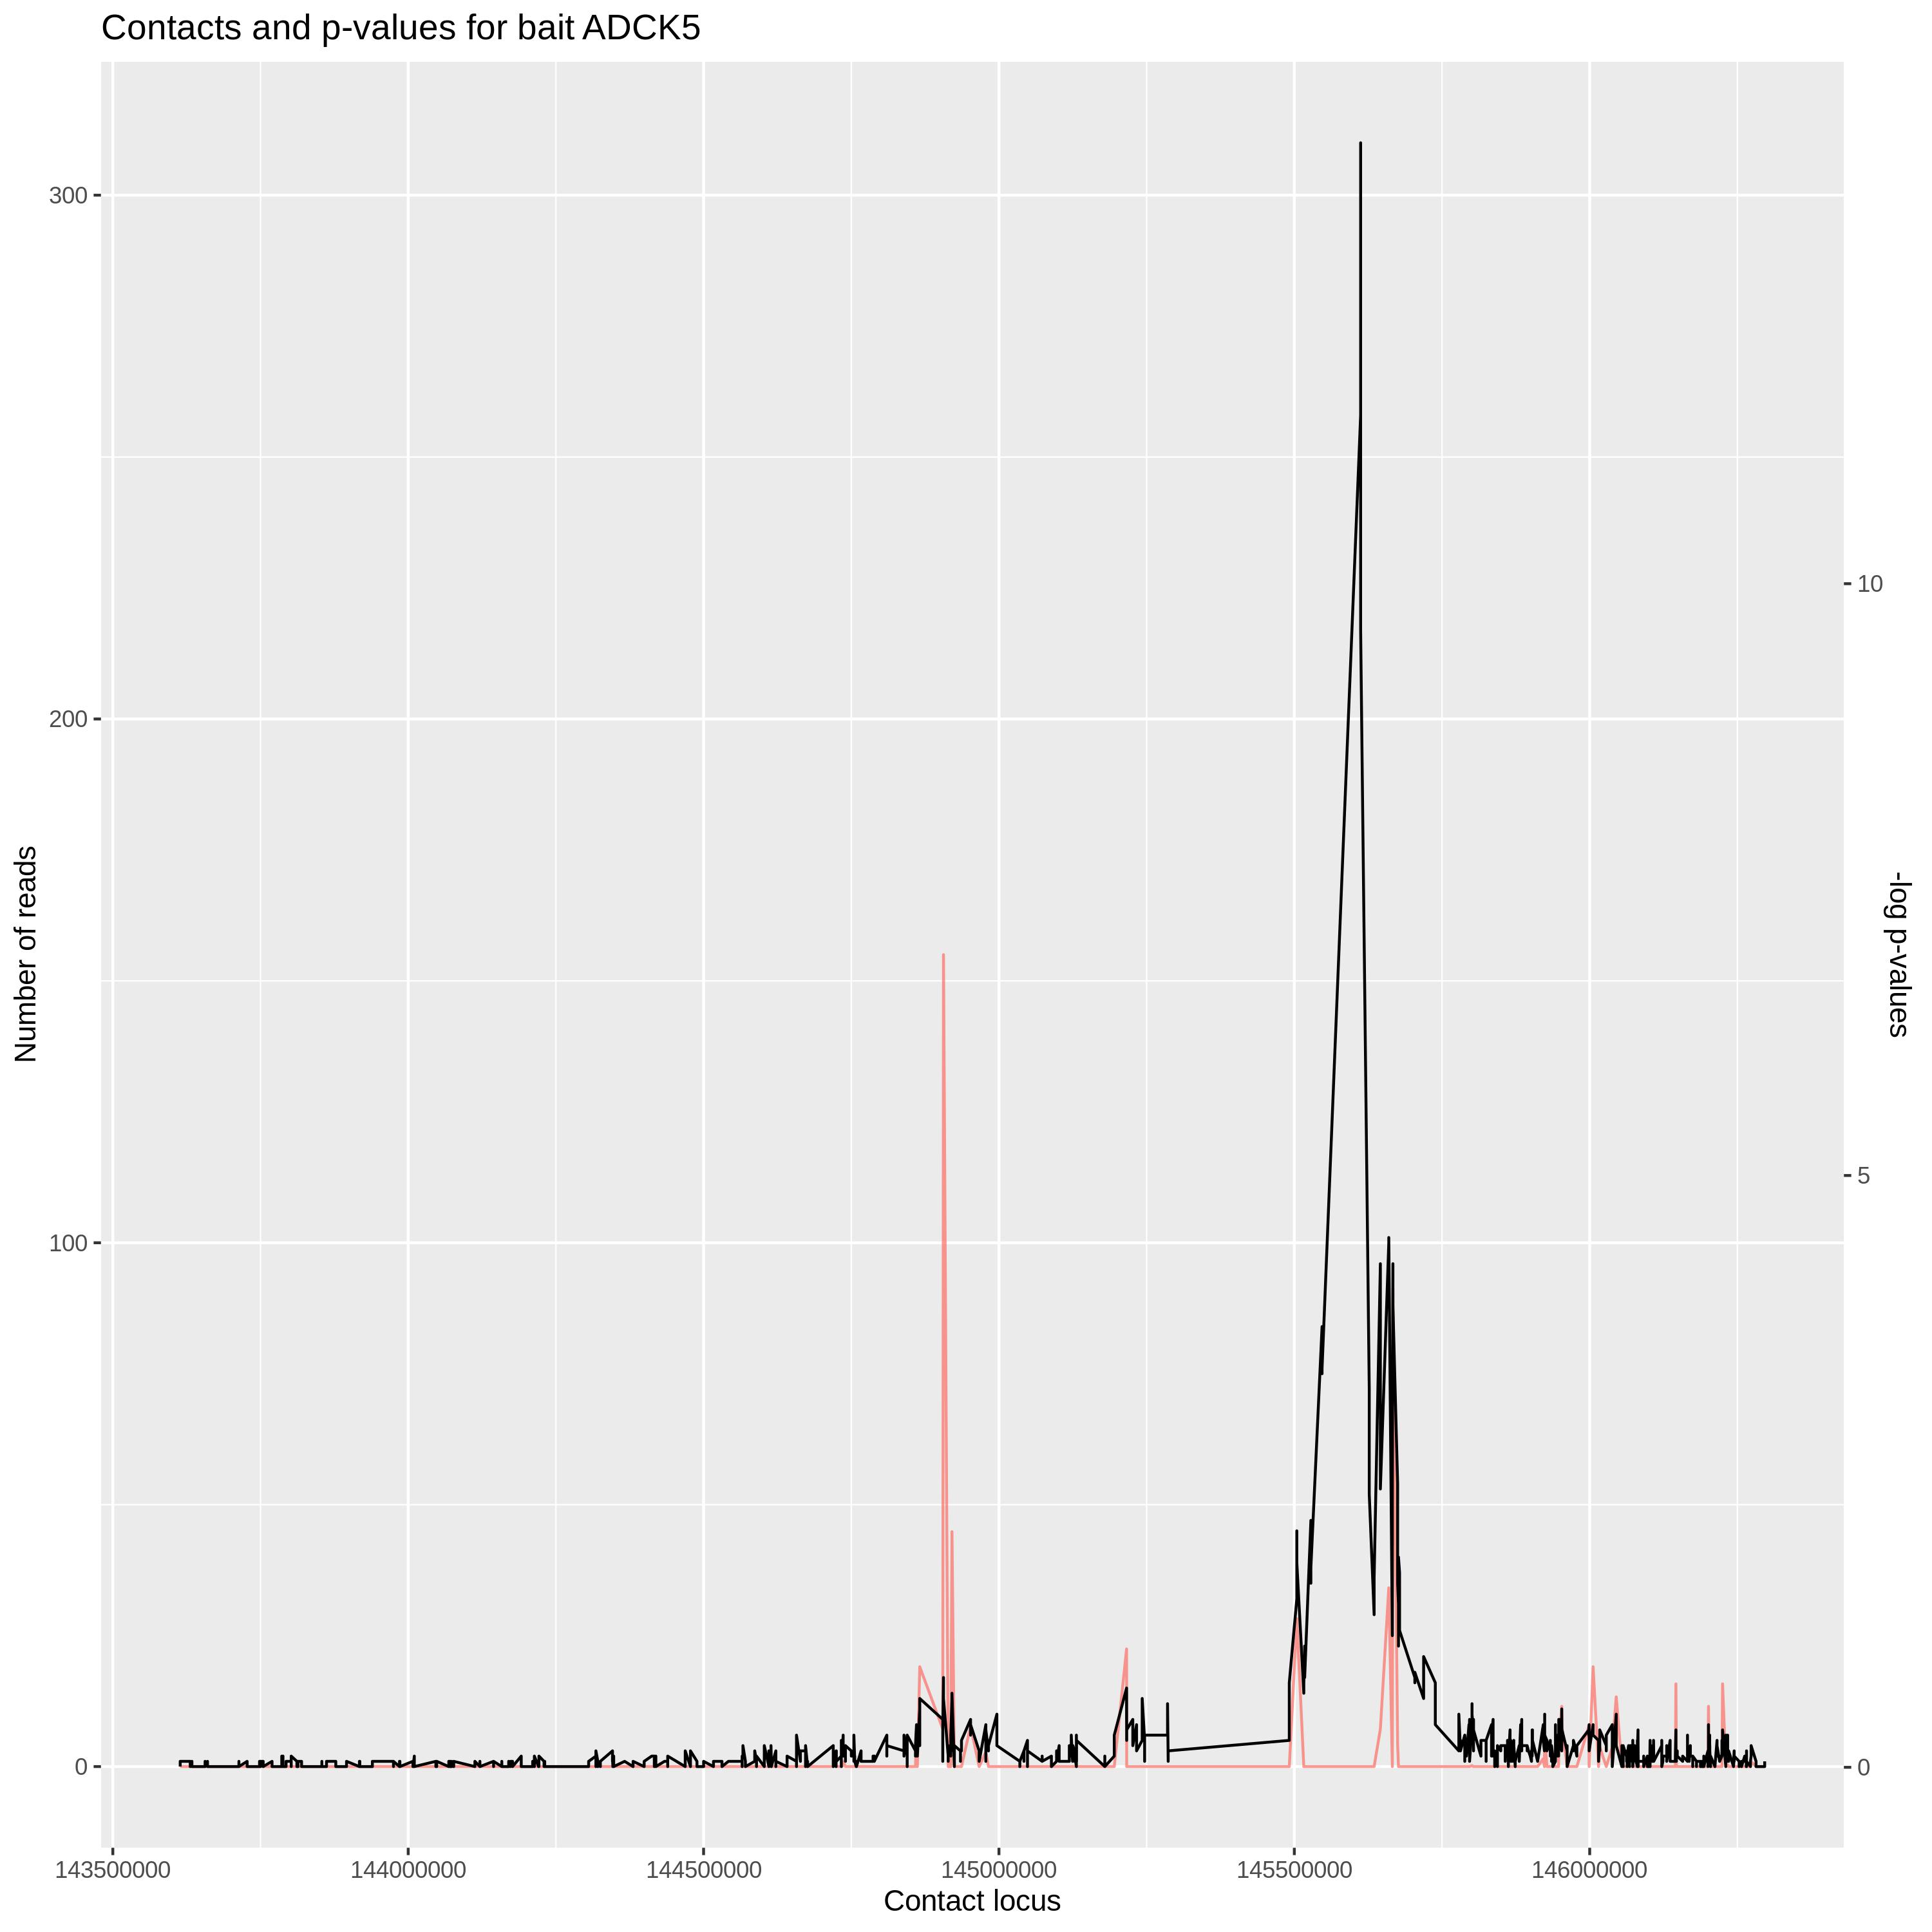 Contacts and p-values for bait ADCK5
300
200
100
0
Number of reads
10
5
0
-log p-values
143500000 144000000 144500000 145000000 145500000 146000000
Contact locus